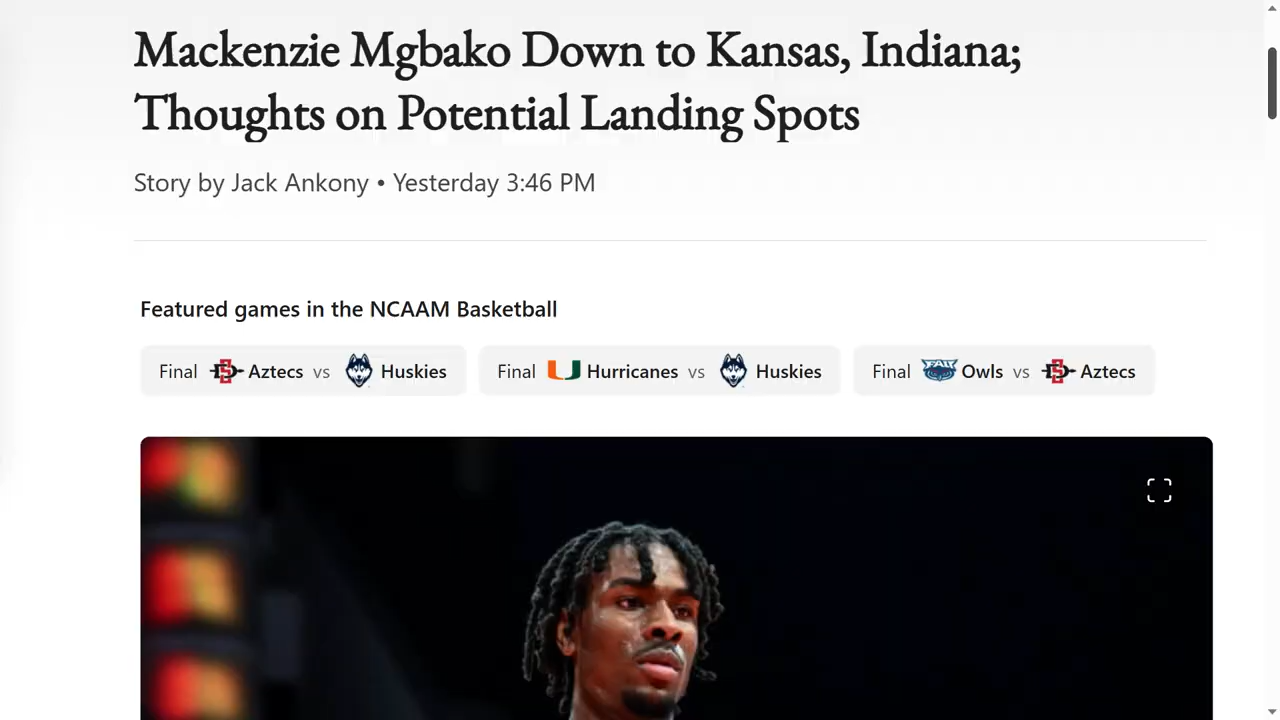 Mackenzie Mgbako Down to Kansas, Indiana;
Thoughts on Potential Landing Spots
Story by Jack Ankony • Yesterday 3:46 PM
Featured games in the NCAAM Basketball
Final Aztecs vs Huskies Final Hurricanes vs Huskies Final Owls vs Aztecs